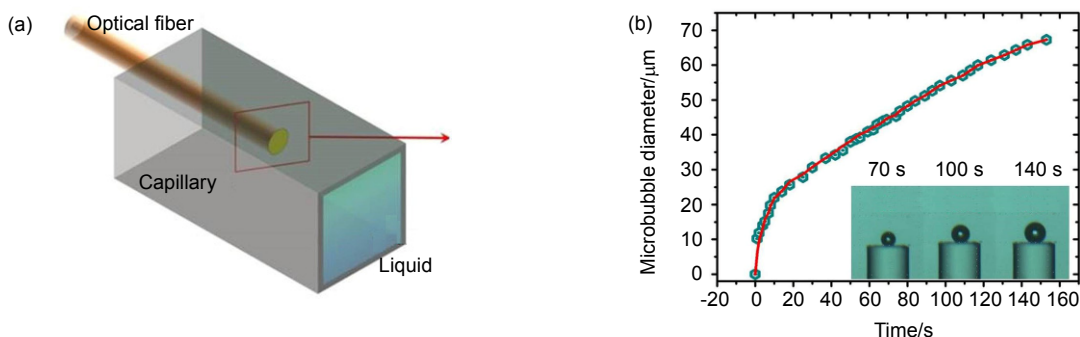 (a)
Optical fiber
Capillary
Liquid
(b)
Microbubble diameter/μm
70
60
50
40
30
20
10
0
70 s 100 s 140 s
-20 0 20 40 60 80 100 120 140 160
Time/s